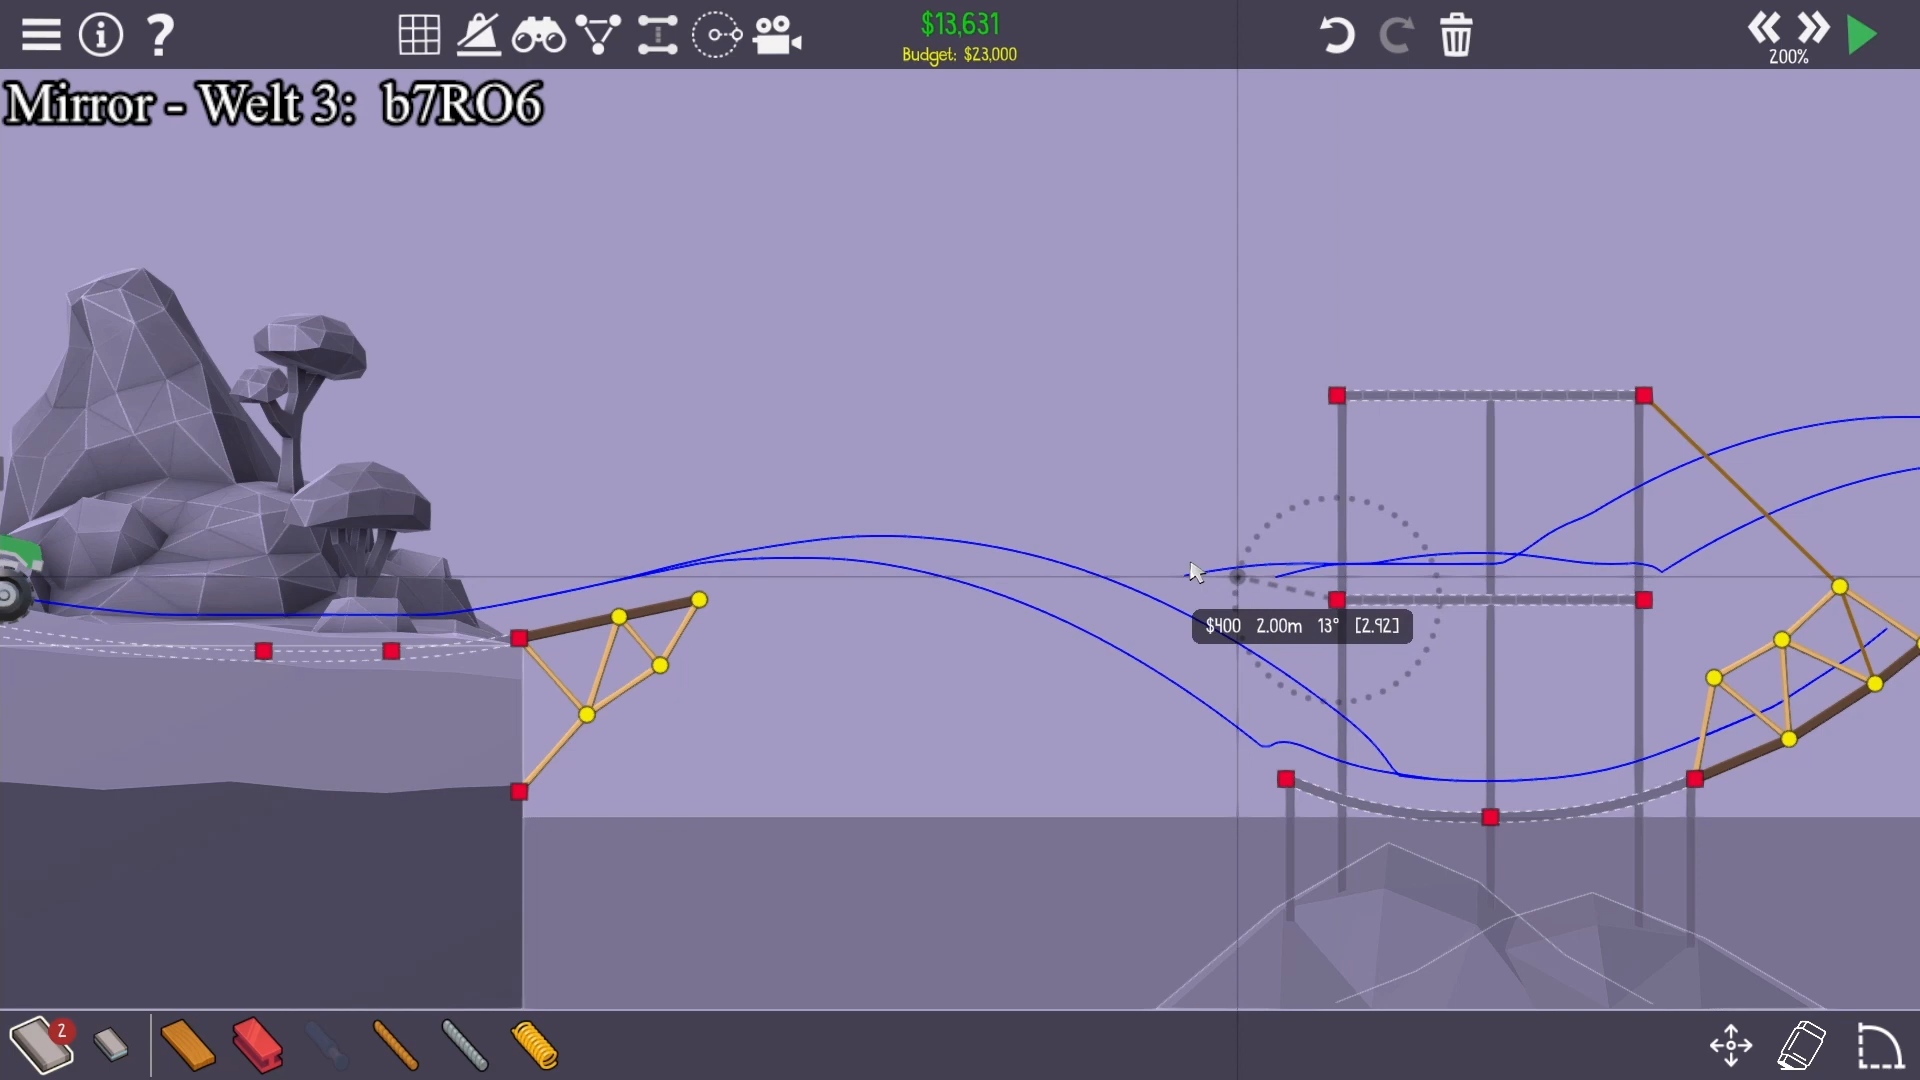 $13,631
Budget: $23,000
200%
Mirror - Welt 3: b7RO6
$400 2.00m 13° [2.92]
2